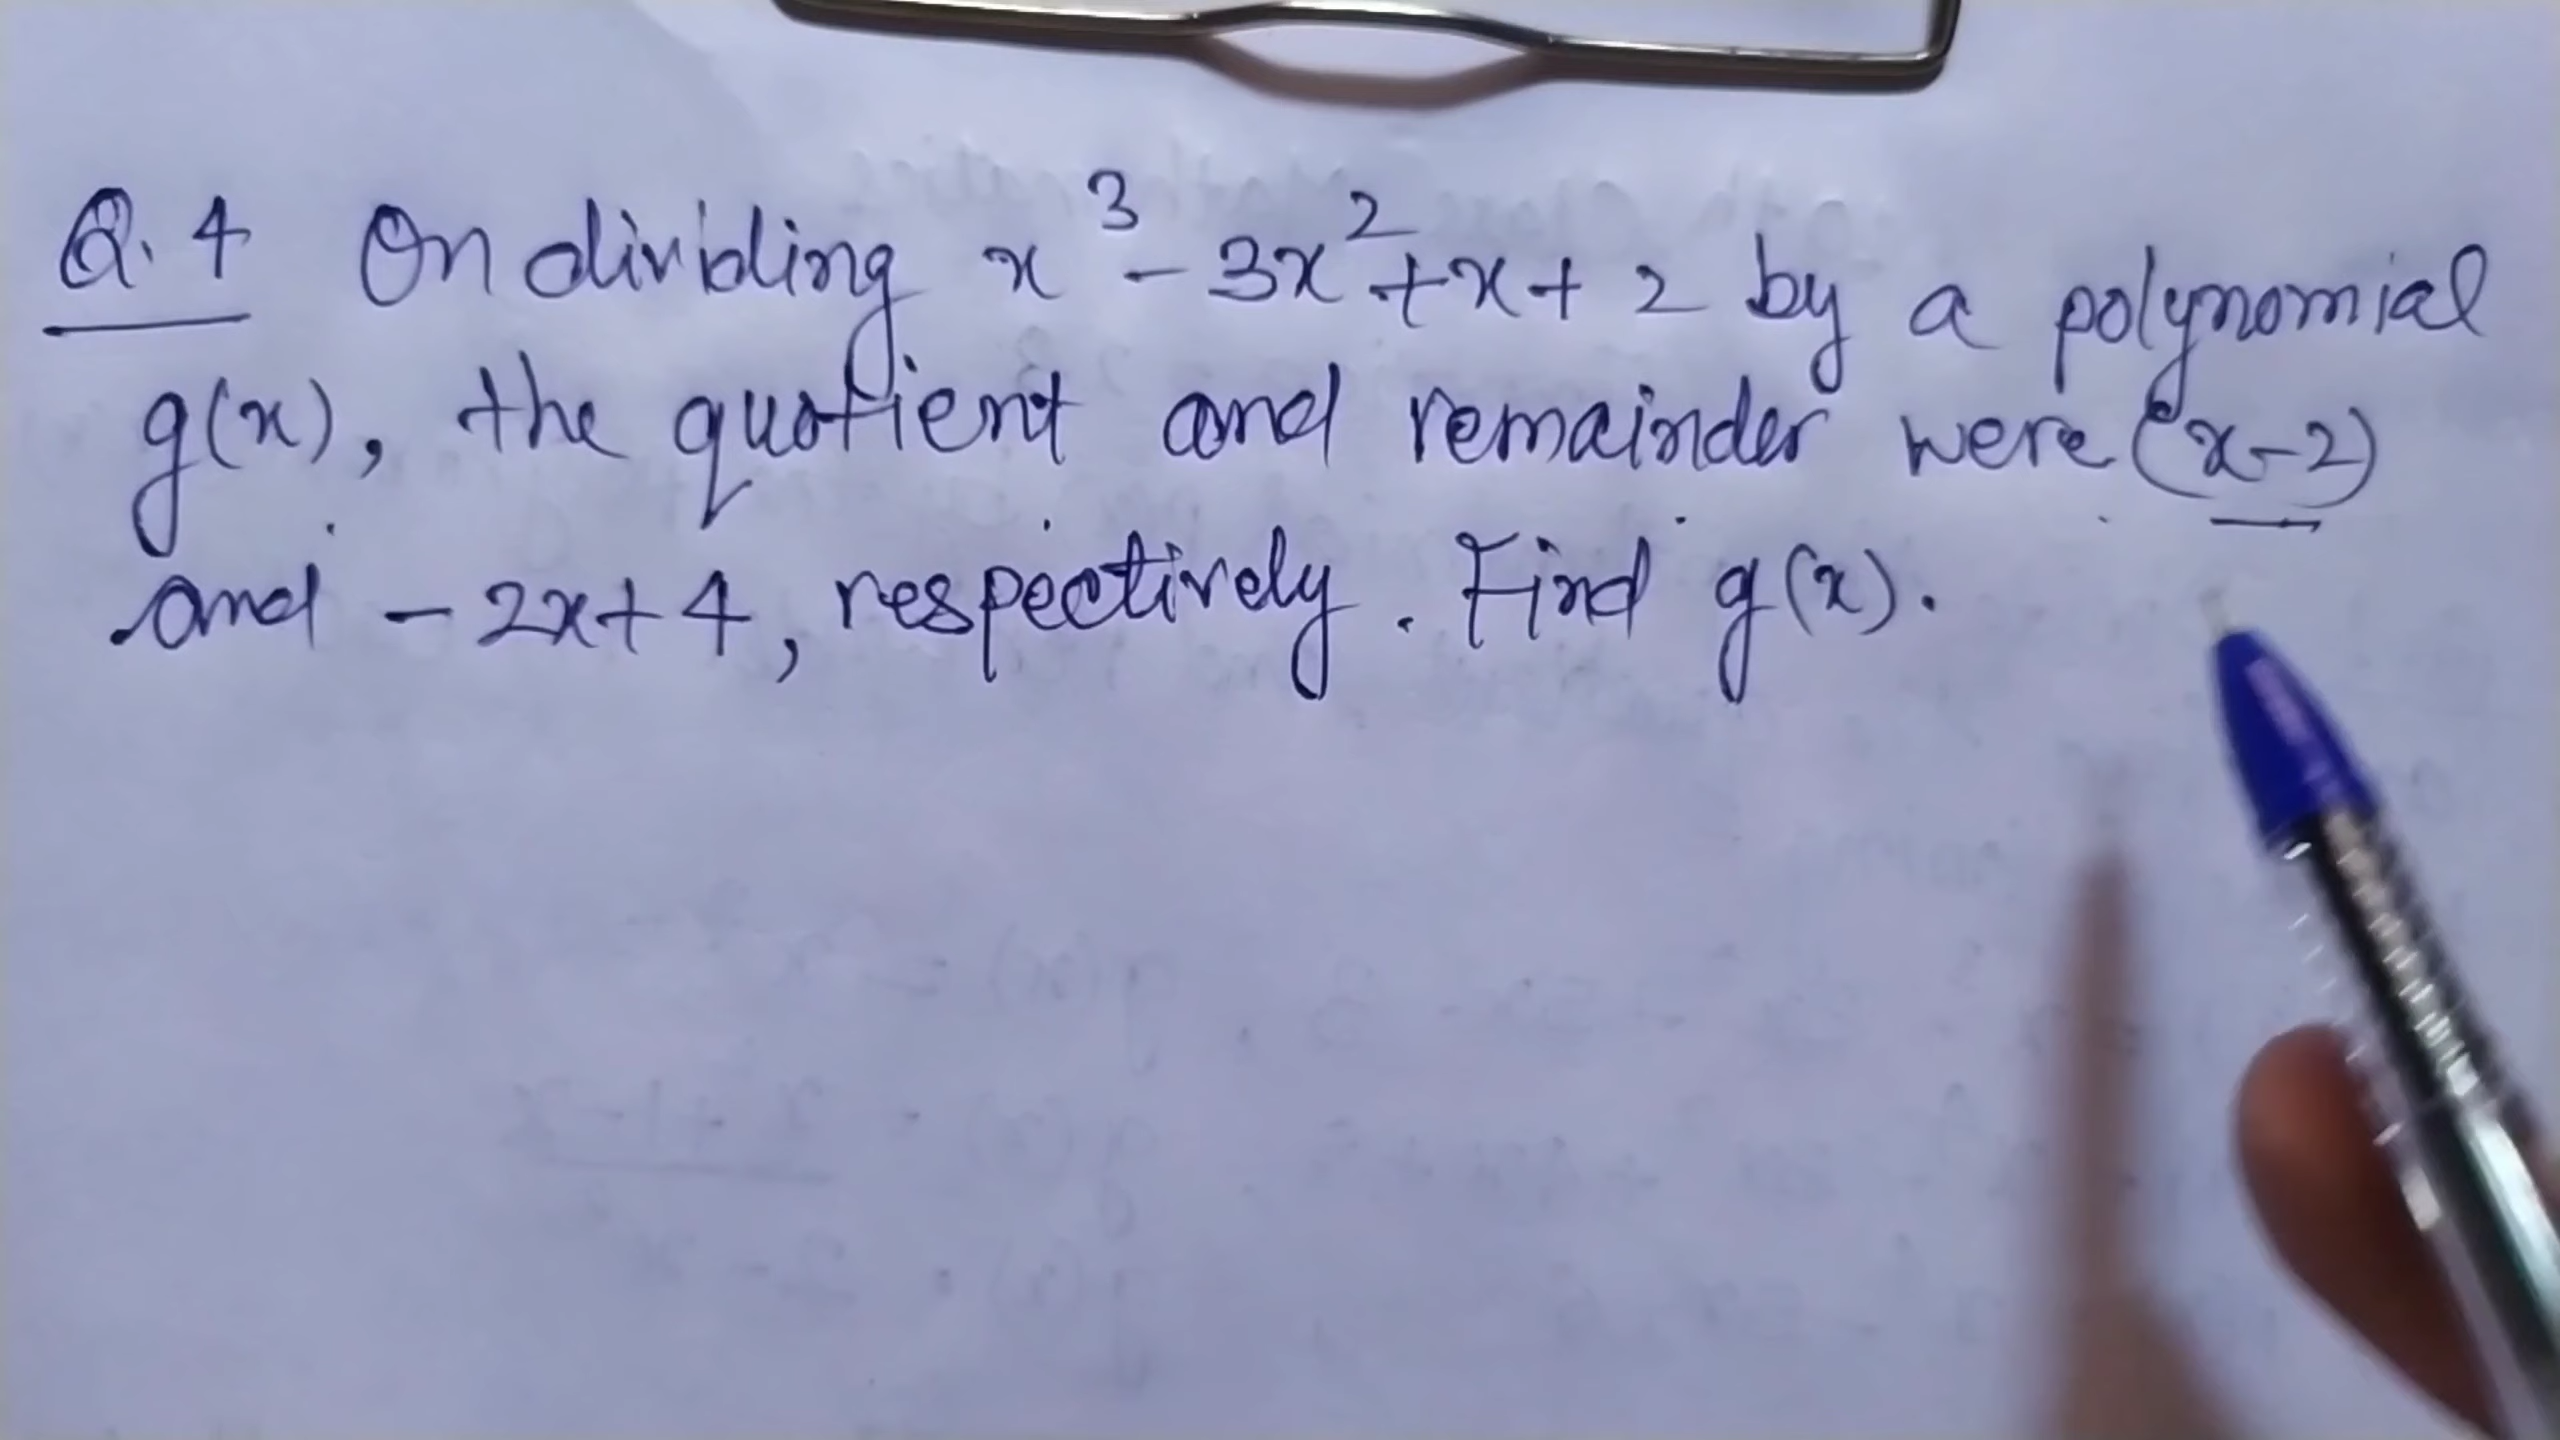 Q.4 On dividing x³ - 3x² + x + 2 by a polynomial
g(x), the quotient and remainder were (x-2)
and - 2x + 4, respectively. Find g(x).